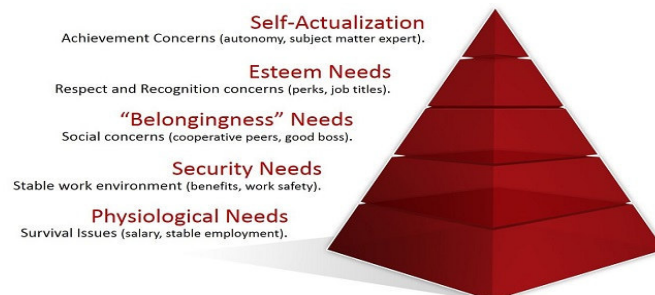 Self-Actualization
Achievement Concerns (autonomy, subject matter expert).
Esteem Needs
Respect and Recognition concerns (perks, job titles).
“Belongingness” Needs
Social concerns (cooperative peers, good boss).
Security Needs
Stable work environment (benefits, work safety).
Physiological Needs
Survival Issues (salary, stable employment).